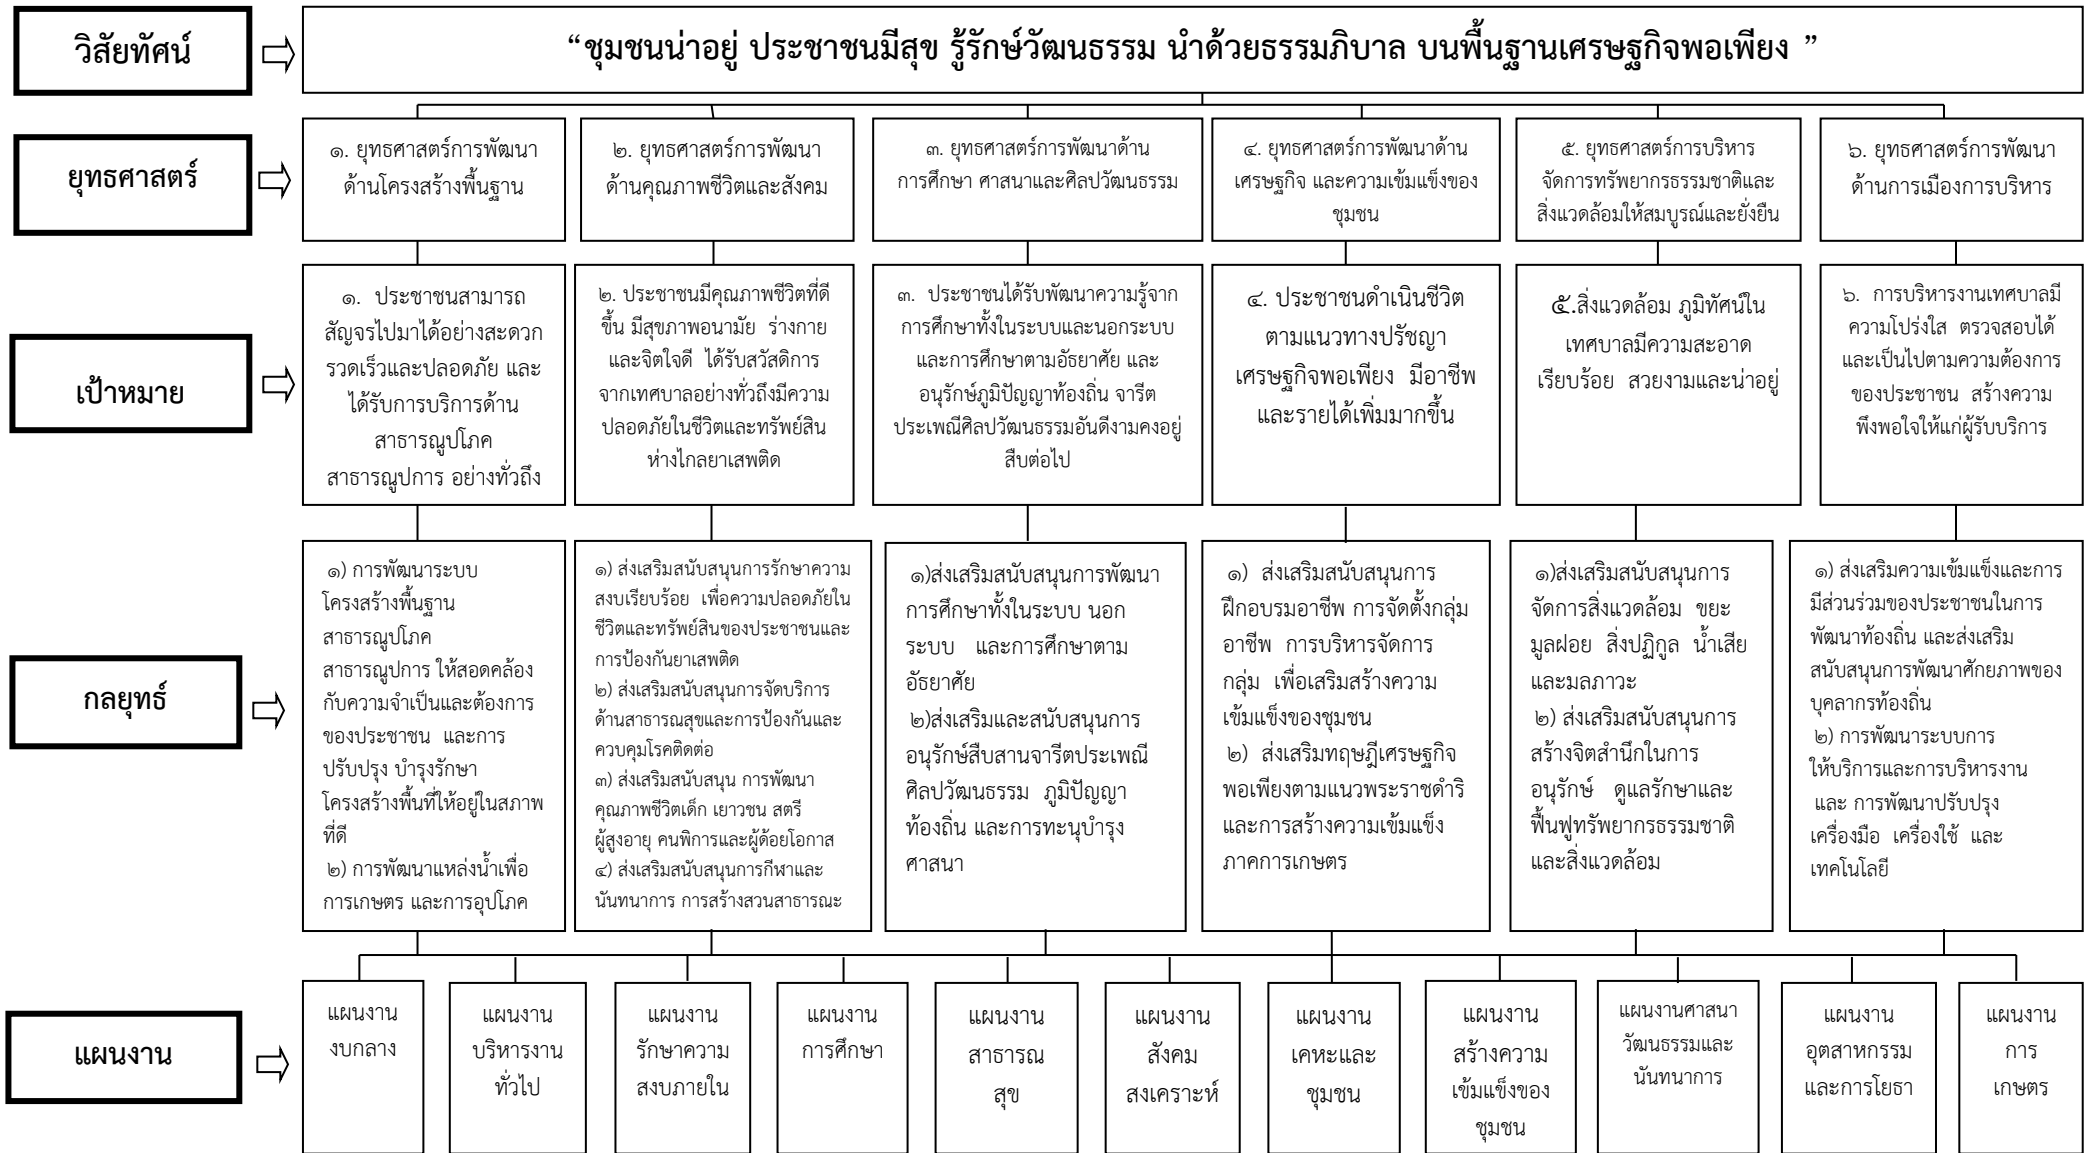 วิสัยทัศน์
“ชุมชนน่าอยู่ ประชาชนมีสุข รู้รักษ์วัฒนธรรม นำด้วยธรรมภิบาล บนพื้นฐานเศรษฐกิจพอเพียง ”
ยุทธศาสตร์
๑. ยุทธศาสตร์การพัฒนา
ด้านโครงสร้างพื้นฐาน
๒. ยุทธศาสตร์การพัฒนา
ด้านคุณภาพชีวิตและสังคม
๓. ยุทธศาสตร์การพัฒนาด้าน
การศึกษา ศาสนาและศิลปวัฒนธรรม
๔. ยุทธศาสตร์การพัฒนาด้าน
เศรษฐกิจ และความเข้มแข็งของ
ชุมชน
๕. ยุทธศาสตร์การบริหาร
จัดการทรัพยากรธรรมชาติและ
สิ่งแวดล้อมให้สมบูรณ์และยั่งยืน
๖. ยุทธศาสตร์การพัฒนา
ด้านการเมืองการบริหาร
เป้าหมาย
๑. ประชาชนสามารถ
สัญจรไปมาได้อย่างสะดวก
รวดเร็วและปลอดภัย และ
ได้รับการบริการด้าน
สาธารณูปโภค
สาธารณูปการ อย่างทั่วถึง
๒. ประชาชนมีคุณภาพชีวิตที่ดี
ขึ้น มีสุขภาพอนามัย ร่างกาย
และจิตใจดี ได้รับสวัสดิการ
จากเทศบาลอย่างทั่วถึงมีความ
ปลอดภัยในชีวิตและทรัพย์สิน
ห่างไกลยาเสพติด
๓. ประชาชนได้รับพัฒนาความรู้จาก
การศึกษาทั้งในระบบและนอกระบบ
และการศึกษาตามอัธยาศัย และ
อนุรักษ์ภูมิปัญญาท้องถิ่น จารีต
ประเพณีศิลปวัฒนธรรมอันดีงามคงอยู่
สืบต่อไป
๔. ประชาชนดำเนินชีวิต
ตามแนวทางปรัชญา
เศรษฐกิจพอเพียง มีอาชีพ
และรายได้เพิ่มมากขึ้น
๕.สิ่งแวดล้อม ภูมิทัศน์ใน
เทศบาลมีความสะอาด
เรียบร้อย สวยงามและน่าอยู่
๖. การบริหารงานเทศบาลมี
ความโปร่งใส ตรวจสอบได้
และเป็นไปตามความต้องการ
ของประชาชน สร้างความ
พึงพอใจให้แก่ผู้รับบริการ
กลยุทธ์
๑) การพัฒนาระบบ
โครงสร้างพื้นฐาน
สาธารณูปโภค
สาธารณูปการ ให้สอดคล้อง
กับความจำเป็นและต้องการ
ของประชาชน และการ
ปรับปรุง บำรุงรักษา
โครงสร้างพื้นที่ให้อยู่ในสภาพ
ที่ดี
๒) การพัฒนาแหล่งน้ำเพื่อ
การเกษตร และการอุปโภค
๑) ส่งเสริมสนับสนุนการรักษาความ
สงบเรียบร้อย เพื่อความปลอดภัยใน
ชีวิตและทรัพย์สินของประชาชนและ
การป้องกันยาเสพติด
๒) ส่งเสริมสนับสนุนการจัดบริการ
ด้านสาธารณสุขและการป้องกันและ
ควบคุมโรคติดต่อ
๓) ส่งเสริมสนับสนุน การพัฒนา
คุณภาพชีวิตเด็ก เยาวชน สตรี
ผู้สูงอายุ คนพิการและผู้ด้อยโอกาส
๔) ส่งเสริมสนับสนุนการกีฬาและ
นันทนาการ การสร้างสวนสาธารณะ
๑)ส่งเสริมสนับสนุนการพัฒนา
การศึกษาทั้งในระบบ นอก
ระบบ และการศึกษาตาม
อัธยาศัย
๒)ส่งเสริมและสนับสนุนการ
อนุรักษ์สืบสานจารีตประเพณี
ศิลปวัฒนธรรม ภูมิปัญญา
ท้องถิ่น และการทะนุบำรุง
ศาสนา
๑) ส่งเสริมสนับสนุนการ
ฝึกอบรมอาชีพ การจัดตั้งกลุ่ม
อาชีพ การบริหารจัดการ
กลุ่ม เพื่อเสริมสร้างความ
เข้มแข็งของชุมชน
๒) ส่งเสริมทฤษฎีเศรษฐกิจ
พอเพียงตามแนวพระราชดำริ
และการสร้างความเข้มแข็ง
ภาคการเกษตร
๑)ส่งเสริมสนับสนุนการ
จัดการสิ่งแวดล้อม ขยะ
มูลฝอย สิ่งปฏิกูล น้ำเสีย
และมลภาวะ
๒) ส่งเสริมสนับสนุนการ
สร้างจิตสำนึกในการ
อนุรักษ์ ดูแลรักษาและ
ฟื้นฟูทรัพยากรธรรมชาติ
และสิ่งแวดล้อม
๑) ส่งเสริมความเข้มแข็งและการ
มีส่วนร่วมของประชาชนในการ
พัฒนาท้องถิ่น และส่งเสริม
สนับสนุนการพัฒนาศักยภาพของ
บุคลากรท้องถิ่น
๒) การพัฒนาระบบการ
ให้บริการและการบริหารงาน
และ การพัฒนาปรับปรุง
เครื่องมือ เครื่องใช้ และ
เทคโนโลยี
แผนงาน
แผนงาน
งบกลาง
แผนงาน
บริหารงาน
ทั่วไป
แผนงาน
รักษาความ
สงบภายใน
แผนงาน
การศึกษา
แผนงาน
สาธารณ
สุข
แผนงาน
สังคม
สงเคราะห์
แผนงาน
เคหะและ
ชุมชน
แผนงาน
สร้างความ
เข้มแข็งของ
ชุมชน
แผนงานศาสนา
วัฒนธรรมและ
นันทนาการ
แผนงาน
อุตสาหกรรม
และการโยธา
แผนงาน
การ
เกษตร